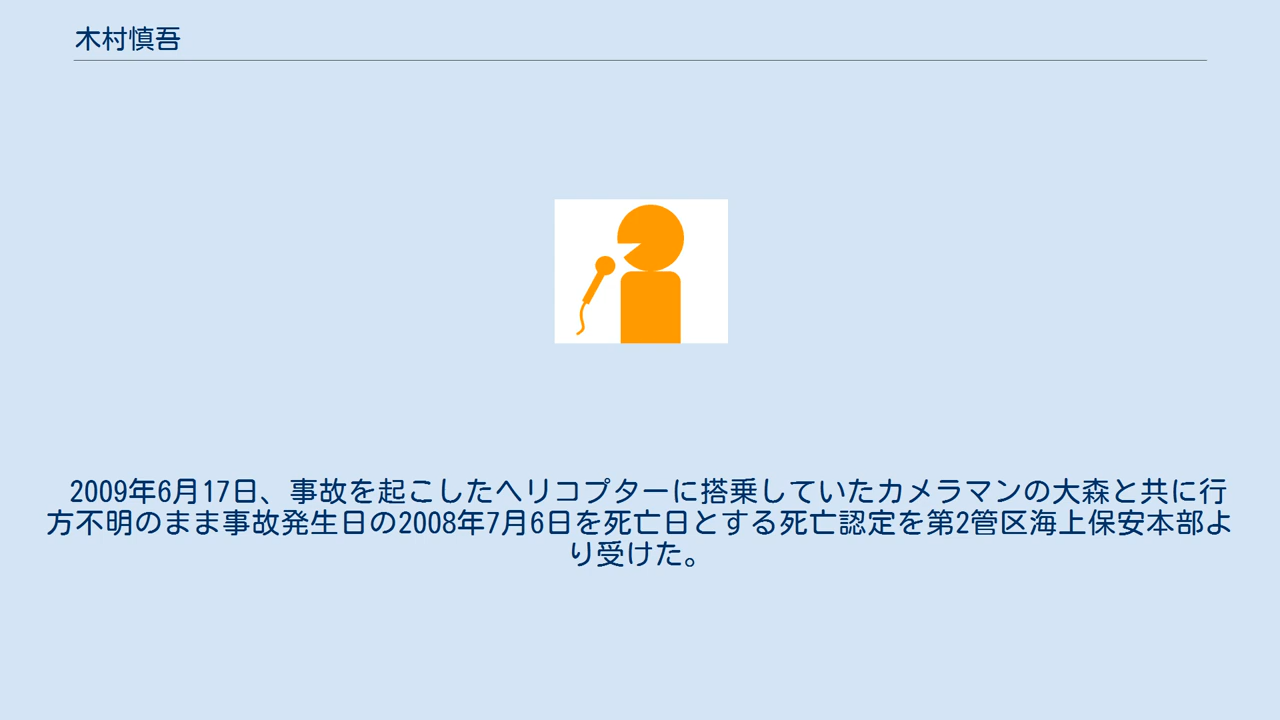 木村慎吾
2009年6月17日、事故を起こしたヘリコプターに搭乗していたカメラマンの大森と共に行
方不明のまま事故発生日の2008年7月6日を死亡日とする死亡認定を第2管区海上保安本部よ
り受けた。